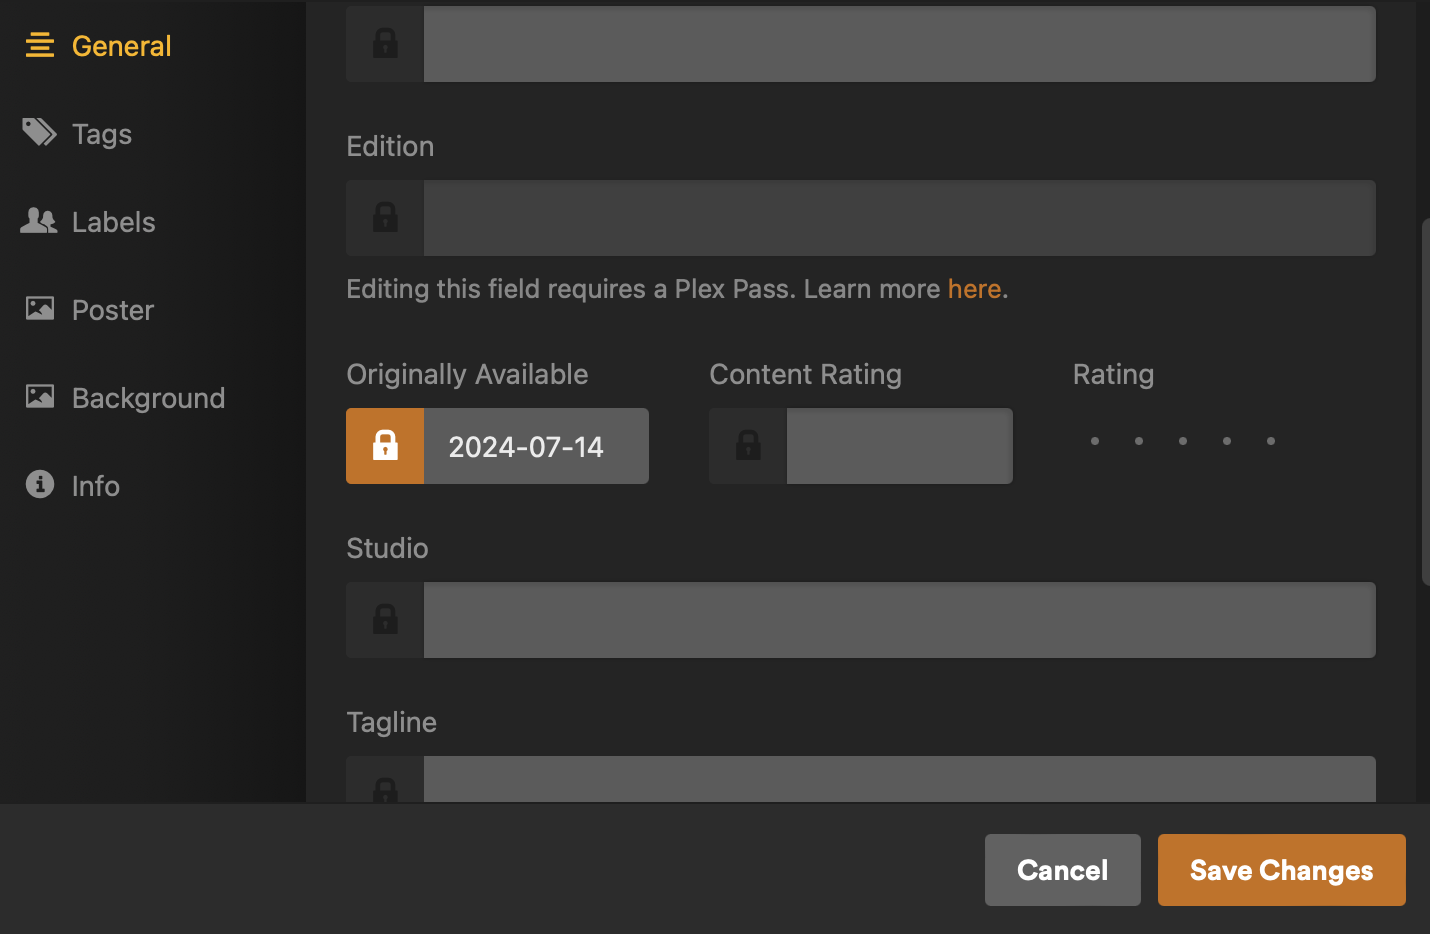 General
Tags
Labels
Poster
Background
Info
Edition
Editing this field requires a Plex Pass. Learn more here.
Originally Available
Content Rating
Rating
2024-07-14
Studio
Tagline
Cancel
Save Changes